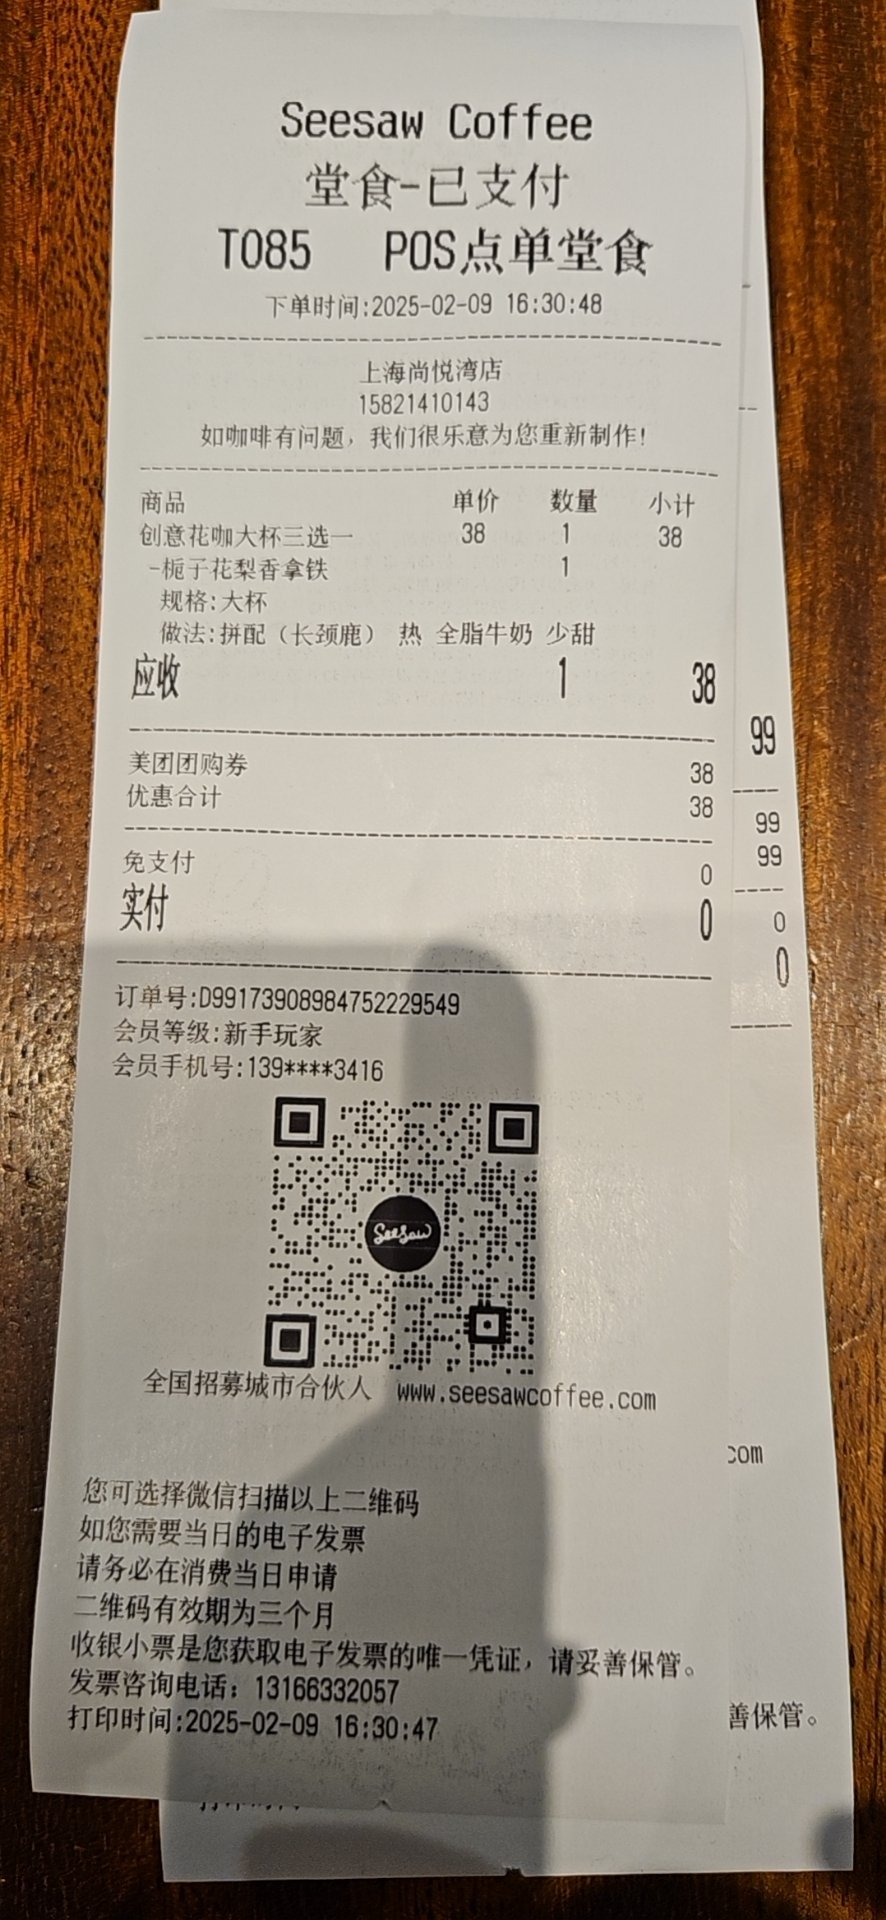 Seesaw Coffee
堂食-已支付
T085 POS点单堂食
下单时间:2025-02-09 16:30:48
上海尚悦湾店
15821410143
如咖啡有问题，我们很乐意为您重新制作!
商品 单价 数量 小计
创意花咖大杯三选一 38 1 38
-栀子花梨香拿铁 1
规格:大杯
做法:拼配（长颈鹿） 热 全脂牛奶 少甜
应收 1 38
美团团购券 38
优惠合计 38
免支付 0
实付 0
订单号:D99173908984752229549
会员等级:新手玩家
会员手机号:139****3416
Seesaw
全国招募城市合伙人 www.seesawcoffee.com
您可选择微信扫描以上二维码
如您需要当日的电子发票
请务必在消费当日申请
二维码有效期为三个月
收银小票是您获取电子发票的唯一凭证，请妥善保管。
发票咨询电话：13166332057
打印时间:2025-02-09 16:30:47
99
99
99
0
0
com
善保管。